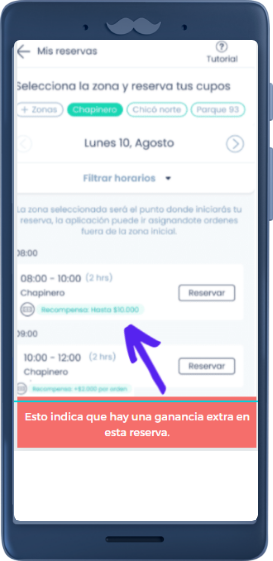 Mis reservas
Tutorial
Selecciona la zona y reserva tus cupos
+ Zonas Chapinero Chicó norte Parque 93
Lunes 10, Agosto
Filtrar horarios
La zona seleccionada será el punto donde iniciarás tu
reserva, la aplicación puede ir asignandote ordenes
fuera de la zona inicial.
08:00
08:00 - 10:00 (2 hrs)
Chapinero
Reservar
Recompensa: Hasta $10.000
09:00
10:00 - 12:00 (2 hrs)
Chapinero
Reservar
Recompensa: +$2.000 por orden
Esto indica que hay una ganancia extra en
esta reserva.